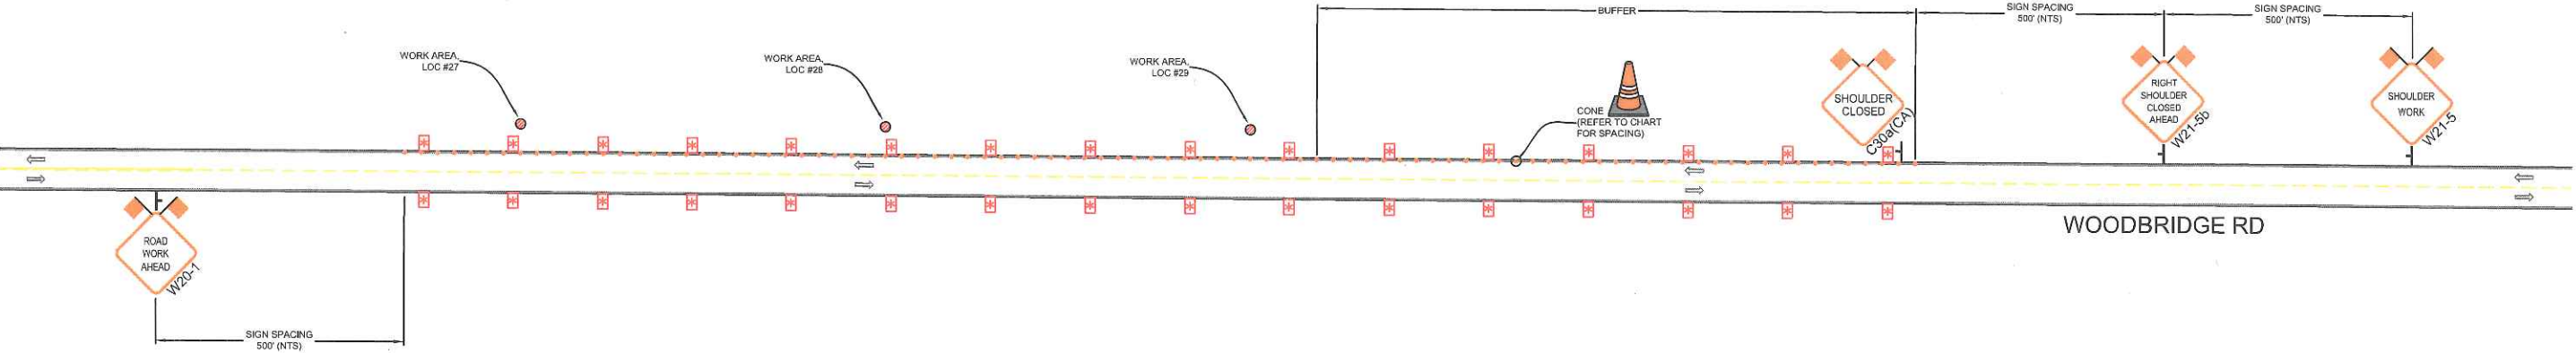 BUFFER
SIGN SPACING
500' (NTS)
SIGN SPACING
500' (NTS)
WORK AREA,
LOC #27
WORK AREA,
LOC #28
WORK AREA,
LOC #29
CONE
(REFER TO CHART
FOR SPACING)
SHOULDER
CLOSED
C30a(CA)
RIGHT
SHOULDER
CLOSED
AHEAD
W21-5b
SHOULDER
WORK
W21-5
WOODBRIDGE RD
ROAD
WORK
AHEAD
W20-1
SIGN SPACING
500' (NTS)